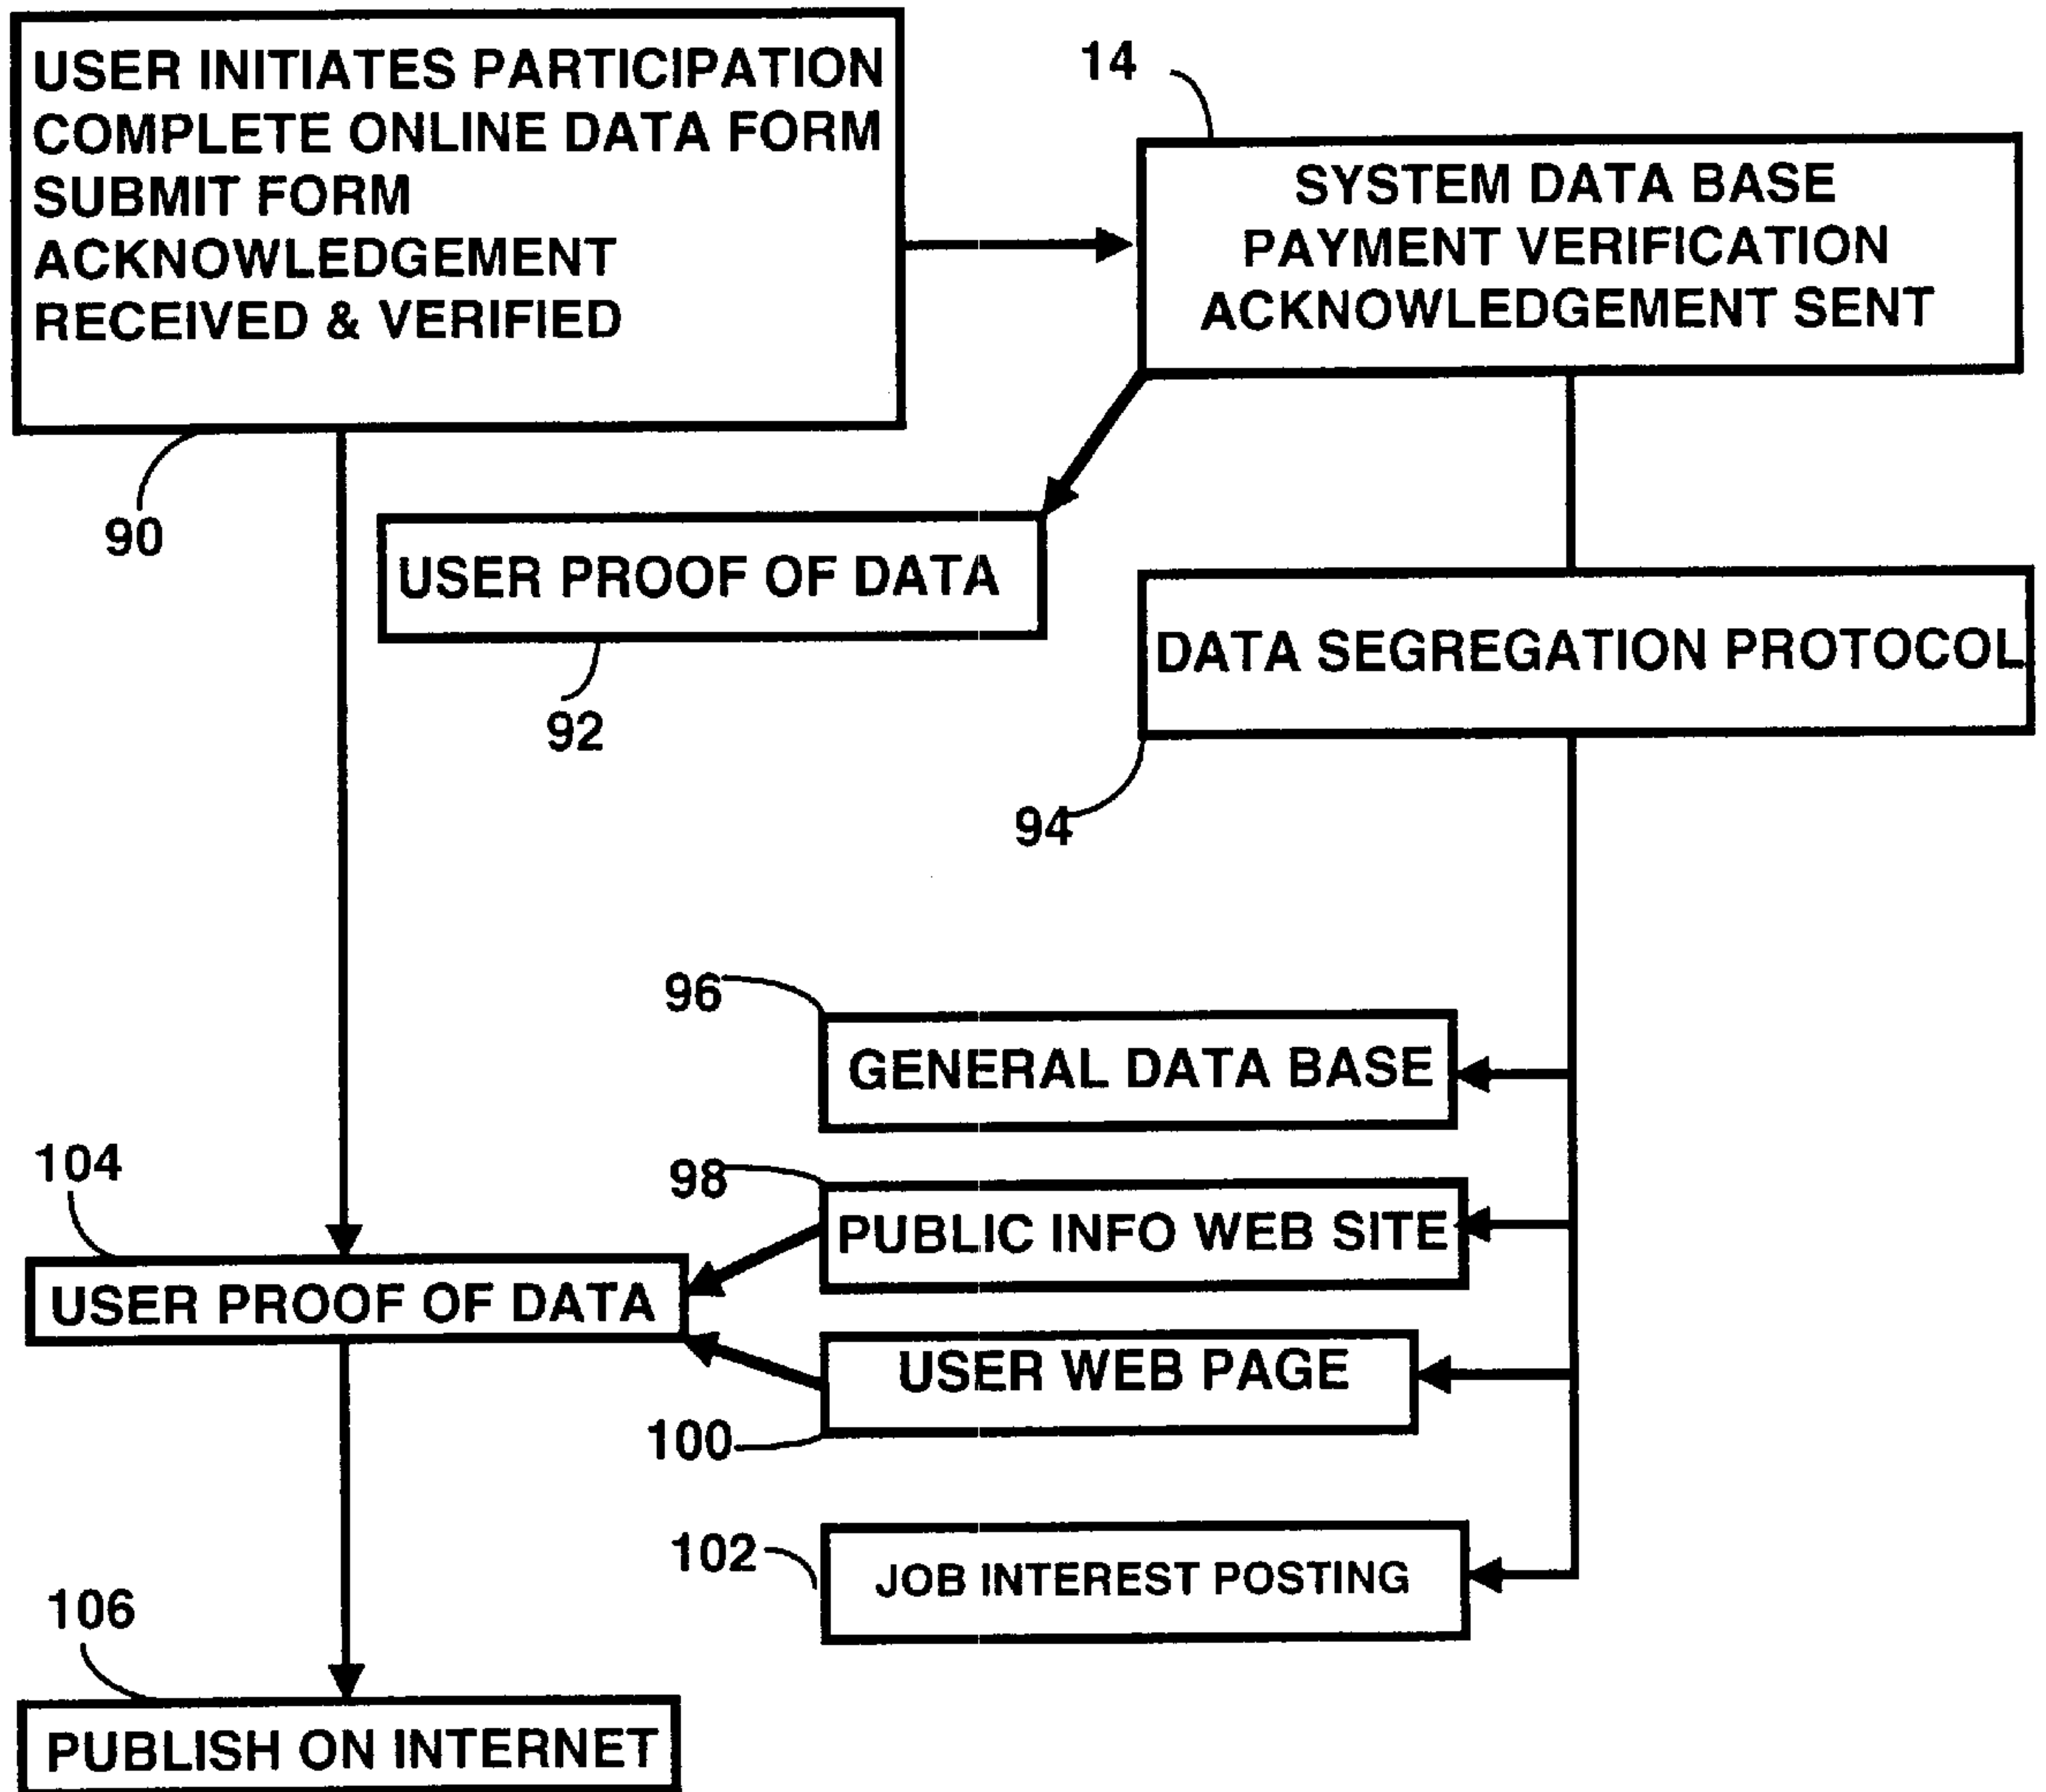 USER INITIATES PARTICIPATION
COMPLETE ONLINE DATA FORM
SUBMIT FORM
ACKNOWLEDGEMENT
RECEIVED & VERIFIED
90
14
SYSTEM DATA BASE
PAYMENT VERIFICATION
ACKNOWLEDGEMENT SENT
USER PROOF OF DATA
92
DATA SEGREGATION PROTOCOL
94
96
GENERAL DATA BASE
98
PUBLIC INFO WEB SITE
104
USER PROOF OF DATA
USER WEB PAGE
100
102
JOB INTEREST POSTING
106
PUBLISH ON INTERNET